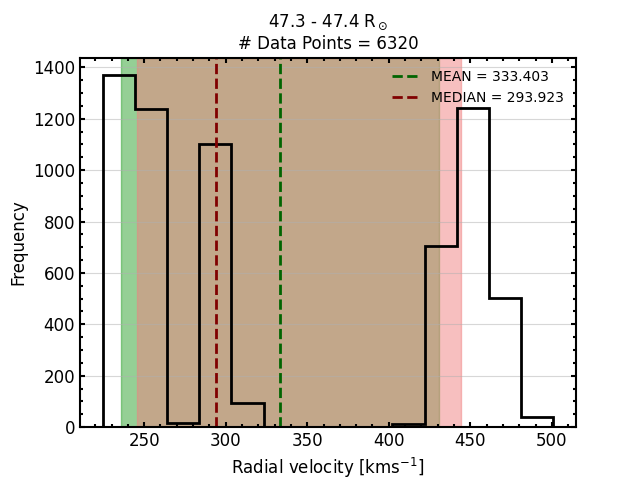 47.3 - 47.4 R⊙
# Data Points = 6320
MEAN = 333.403
MEDIAN = 293.923
1400
1200
1000
800
600
400
200
0
Frequency
250
300
350
400
450
500
Radial velocity [kms⁻¹]